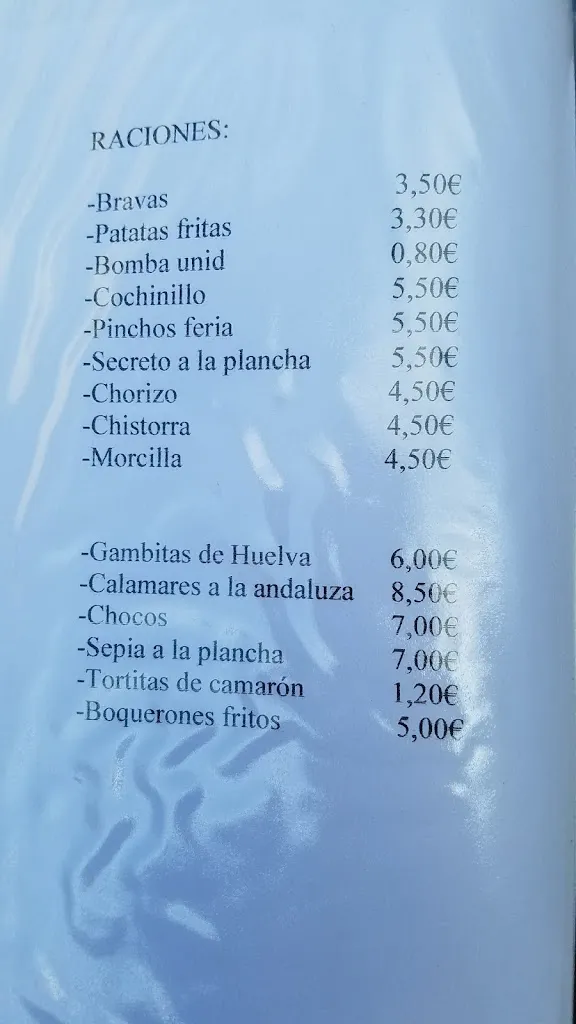 RACIONES:
-Bravas 3,50€
-Patatas fritas 3,30€
-Bomba unid 0,80€
-Cochinillo 5,50€
-Pinchos feria 5,50€
-Secreto a la plancha 5,50€
-Chorizo 4,50€
-Chistorra 4,50€
-Morcilla 4,50€
-Gambitas de Huelva 6,00€
-Calamares a la andaluza 8,50€
-Chocos 7,00€
-Sepia a la plancha 7,00€
-Tortitas de camarón 1,20€
-Boquerones fritos 5,00€